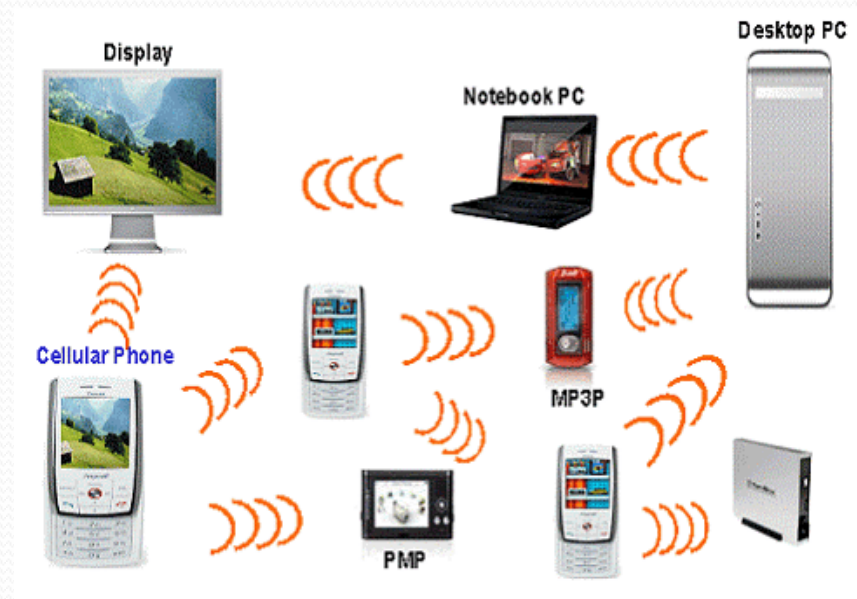 Desktop PC
Display
Notebook PC
Cellular Phone
MP3P
PMP